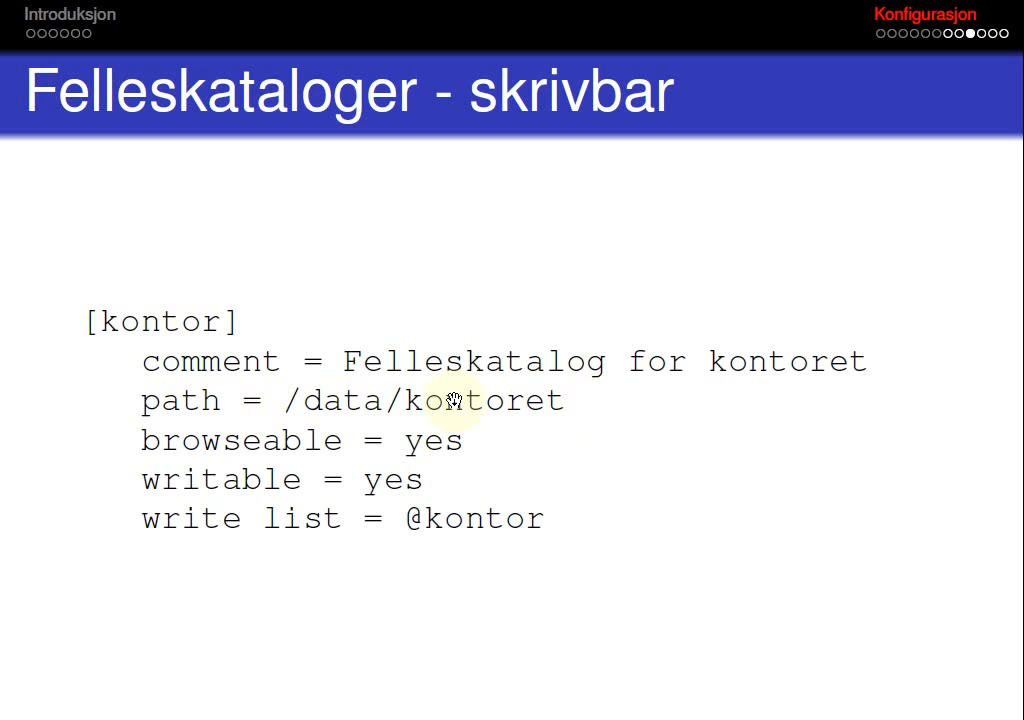 Introduksjon
Konfigurasjon
Felleskataloger - skrivbar
[kontor]
comment = Felleskatalog for kontoret
path = /data/kontoret
browseable = yes
writable = yes
write list = @kontor